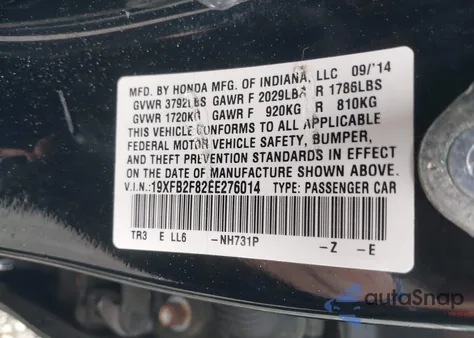 MFD. BY HONDA MFG. OF INDIANA, LLC 09/'14
GVWR 3792LBS GAWR F 2029LBS R 1786LBS
GVWR 1720KG GAWR F 920KG R 810KG
THIS VEHICLE CONFORMS TO ALL APPLICABLE
FEDERAL MOTOR VEHICLE SAFETY, BUMPER,
AND THEFT PREVENTION STANDARDS IN EFFECT
ON THE DATE OF MANUFACTURE SHOWN ABOVE.
V.I.N.: 19XFB2F82EE276014 TYPE: PASSENGER CAR
TR3 E LL6 -NH731P -Z -E
autoSnap